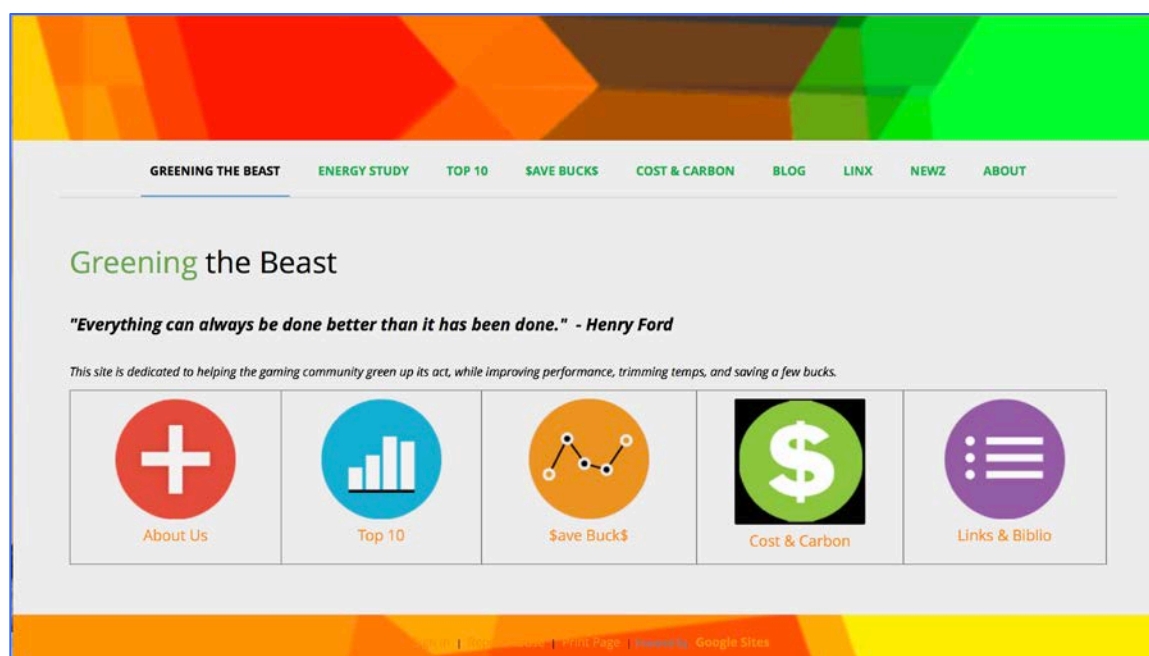 GREENING THE BEAST ENERGY STUDY TOP 10 $AVE BUCK$ COST & CARBON BLOG LINX NEWZ ABOUT
Greening the Beast
"Everything can always be done better than it has been done." - Henry Ford
This site is dedicated to helping the gaming community green up its act, while improving performance, trimming temps, and saving a few bucks.
About Us Top 10 $ave Buck$ Cost & Carbon Links & Biblio
| | Print Page | Powered By Google Sites